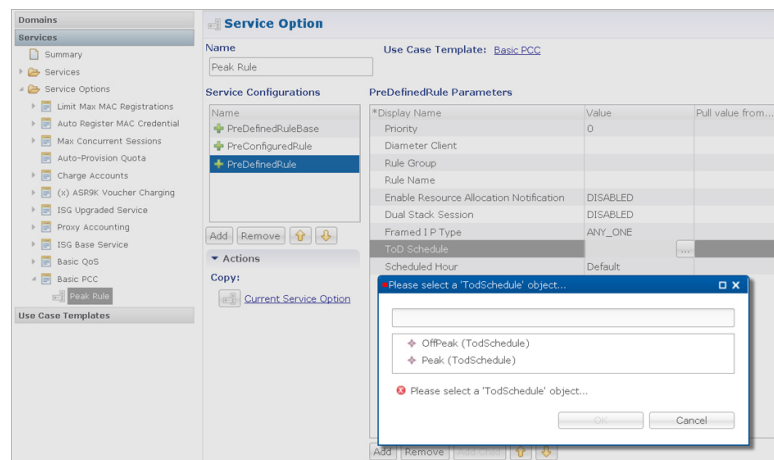 Domains
Services
Summary
Services
Service Options
Limit Max MAC Registrations
Auto Register MAC Credential
Max Concurrent Sessions
Auto-Provision Quota
Charge Accounts
(x) ASR9K Voucher Charging
ISG Upgraded Service
Proxy Accounting
ISG Base Service
Basic QoS
Basic PCC
Peak Rule
Use Case Templates
Service Option
Name
Use Case Template: Basic PCC
Peak Rule
Service Configurations
Name
PreDefinedRuleBase
PreConfiguredRule
PreDefinedRule
Add Remove
Actions
Copy:
Current Service Option
PreDefinedRule Parameters
*Display Name Value Pull value from...
Priority 0
Diameter Client
Rule Group
Rule Name
Enable Resource Allocation Notification DISABLED
Dual Stack Session DISABLED
Framed I P Type ANY_ONE
ToD Schedule ...
Scheduled Hour Default
Please select a 'TodSchedule' object...
OffPeak (TodSchedule)
Peak (TodSchedule)
Please select a 'TodSchedule' object...
OK Cancel
Add Remove Add Child